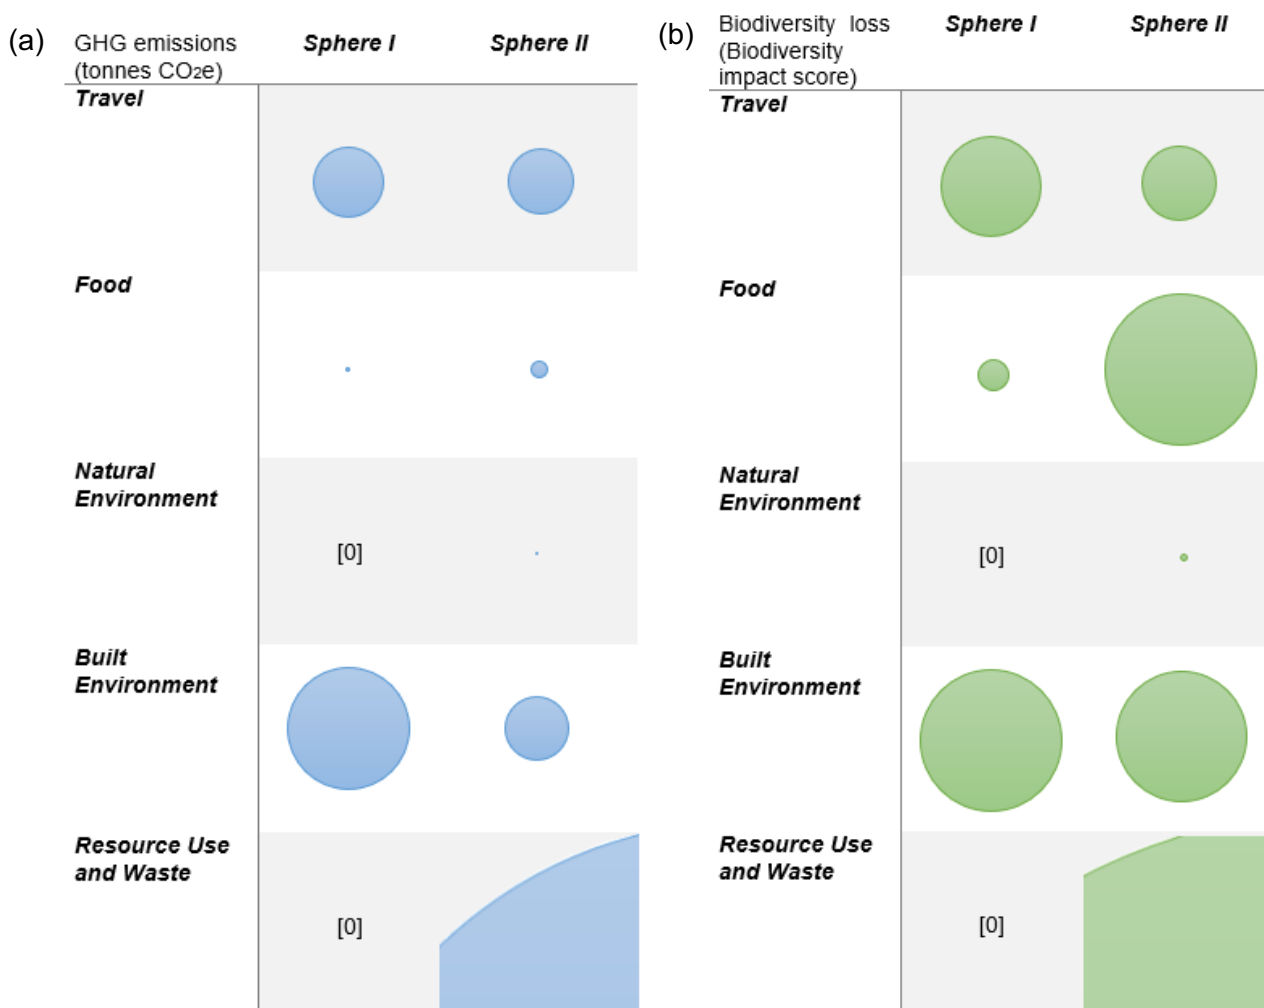 (a)
GHG emissions
(tonnes CO2e)
Sphere I
Sphere II
Travel
Food
Natural
Environment
[0]
Built
Environment
Resource Use
and Waste
[0]
(b)
Biodiversity loss
(Biodiversity
impact score)
Sphere I
Sphere II
Travel
Food
Natural
Environment
[0]
Built
Environment
Resource Use
and Waste
[0]